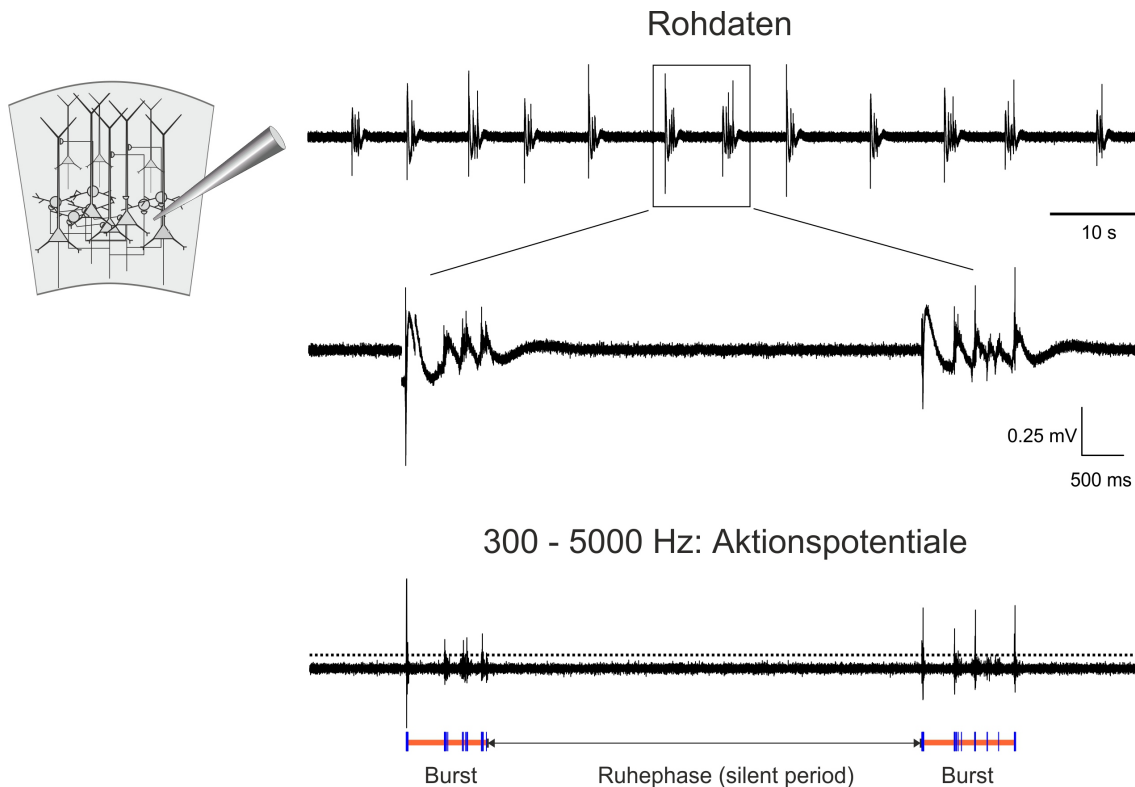 Rohdaten
10 s
0.25 mV
500 ms
300 - 5000 Hz: Aktionspotentiale
Burst
Ruhephase (silent period)
Burst